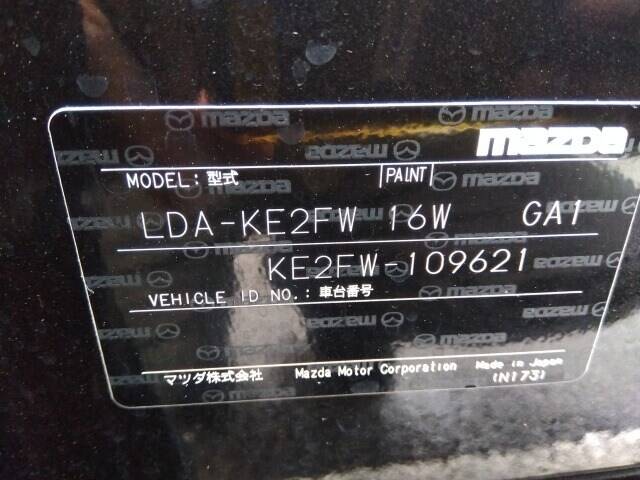 mazda
MODEL: 型式 PAINT
LDA-KE2FW 16W GA1
KE2FW-109621
VEHICLE ID NO.: 車台番号
マツダ株式会社 Mazda Motor Corporation Made in Japan
(N173)